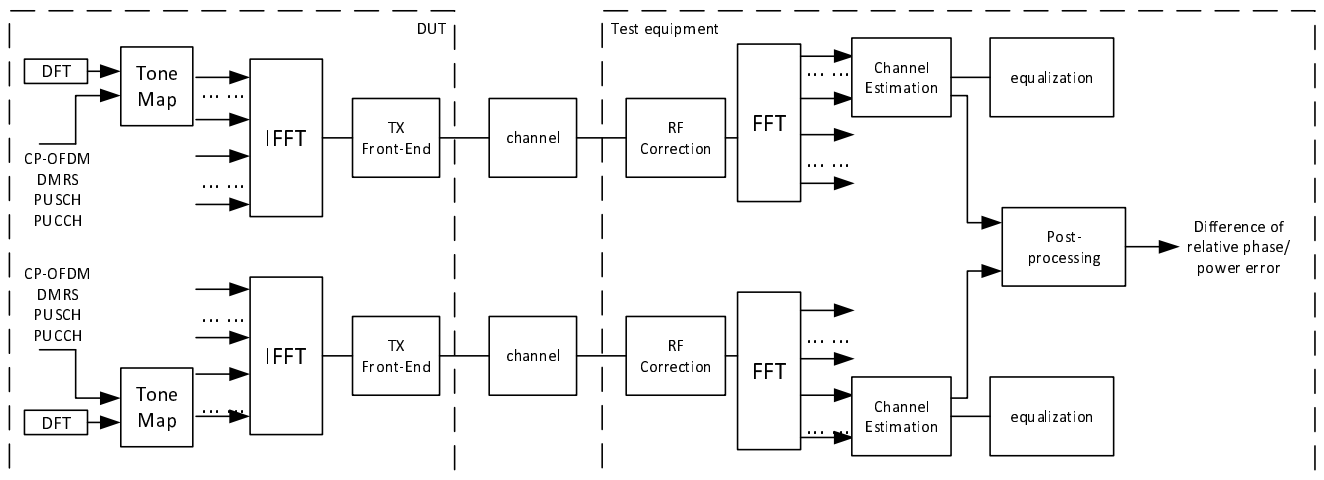 DUT
Test equipment
DFT
Tone
Map
... ...
... ...
CP-OFDM
DMRS
PUSCH
PUCCH
IFFT
TX
Front-End
channel
RF
Correction
FFT
... ...
... ...
Channel
Estimation
equalization
Post-
processing
Difference of
relative phase/
power error
CP-OFDM
DMRS
PUSCH
PUCCH
DFT
Tone
Map
... ...
... ...
IFFT
TX
Front-End
channel
RF
Correction
FFT
... ...
... ...
Channel
Estimation
equalization